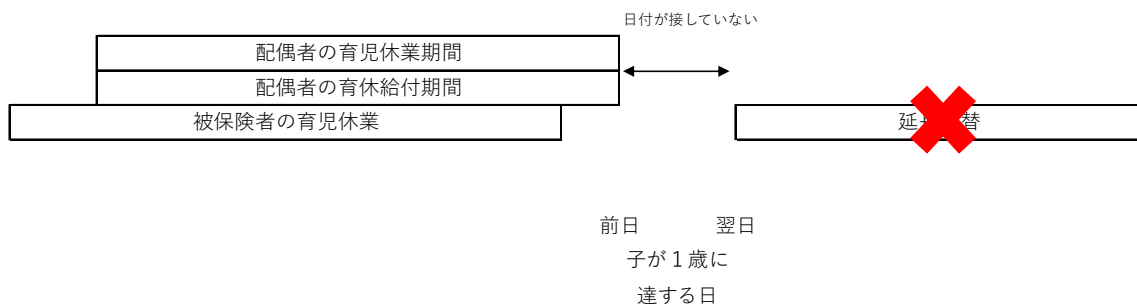 日付が接していない
配偶者の育児休業期間
配偶者の育休給付期間
被保険者の育児休業
延 替
前日 翌日
子が１歳に
達する日